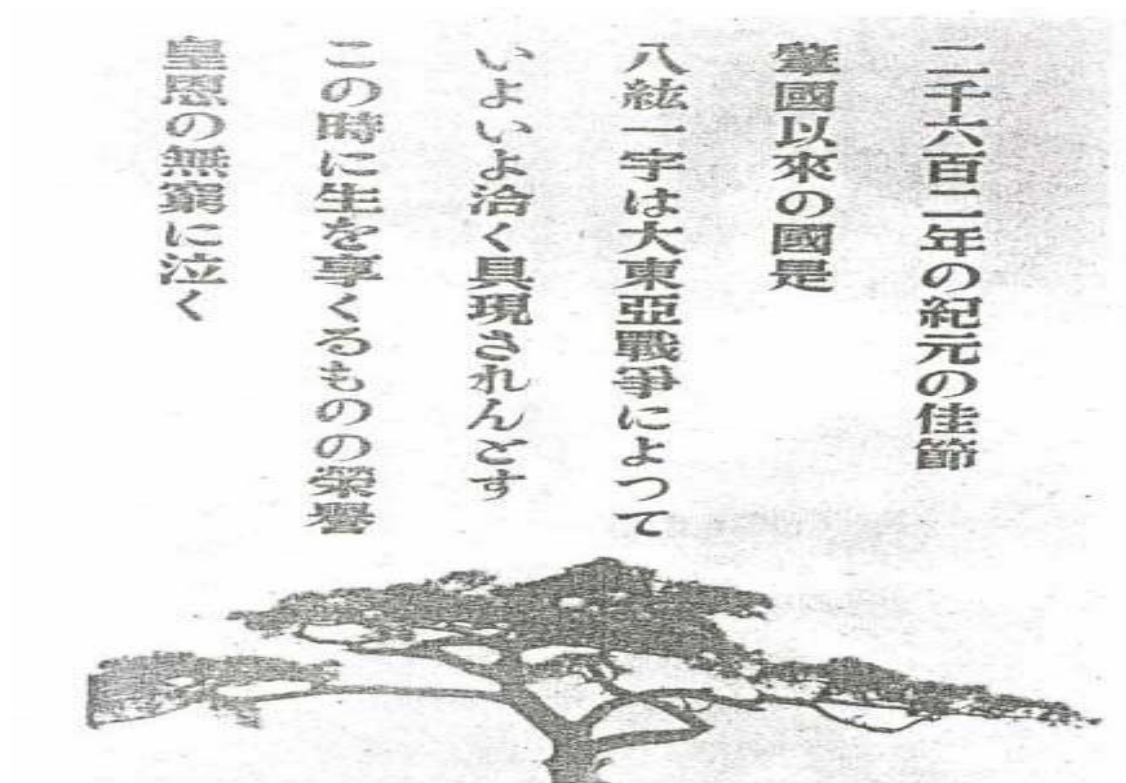 二千六百二年の紀元の佳節
肇國以來の國是
八紘一宇は大東亞戰爭によつて
いよいよ洽く具現されんとす
この時に生を享くるものの榮譽
皇恩の無窮に泣く